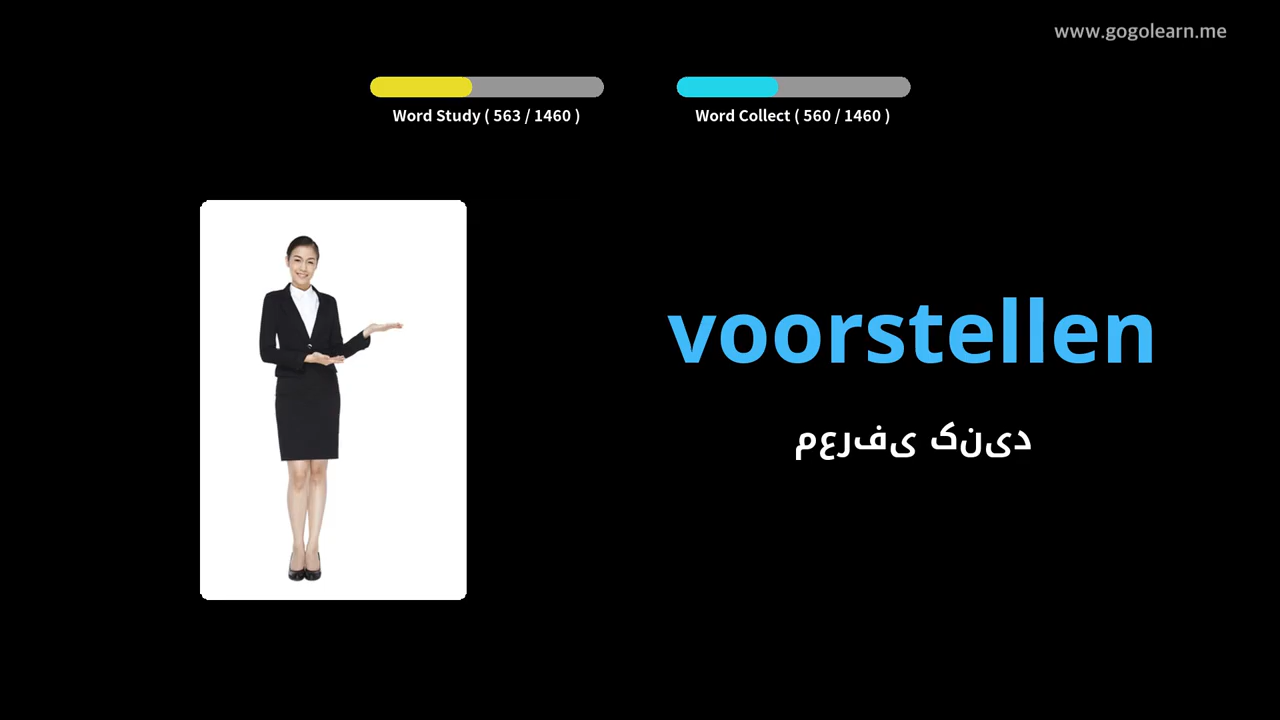 www.gogolearn.me
Word Study ( 563 / 1460 )
Word Collect ( 560 / 1460 )
voorstellen
معرفی کنید